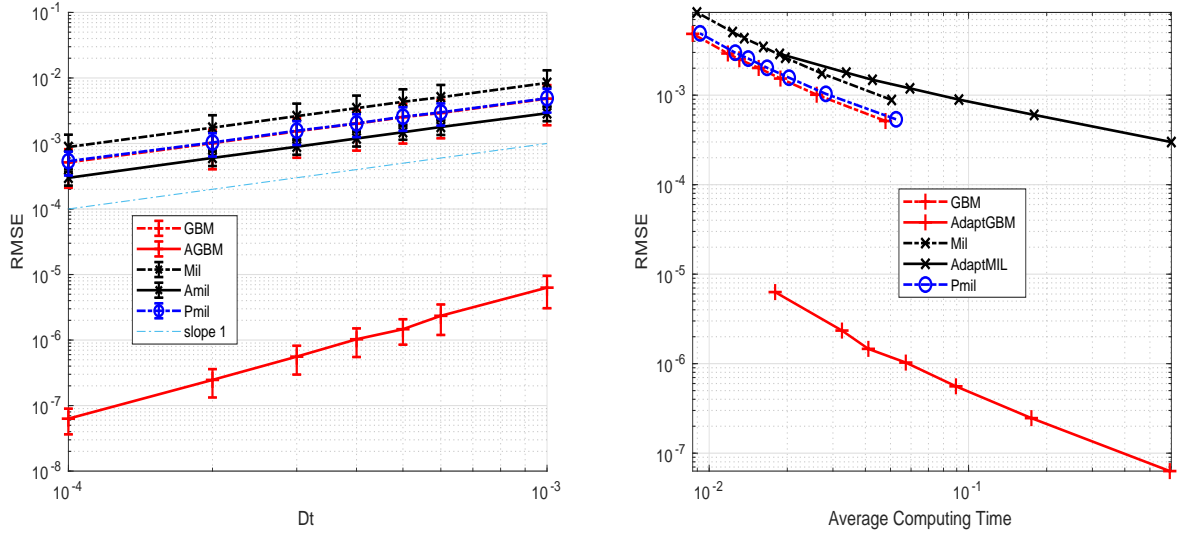 10^-1
10^-2
10^-3
10^-4
10^-5
10^-6
10^-7
10^-8
RMSE
GBM
AGBM
Mil
Amil
Pmil
slope 1
10^-4
10^-3
Dt
10^-3
10^-4
10^-5
10^-6
10^-7
RMSE
GBM
AdaptGBM
Mil
AdaptMIL
Pmil
10^-2
10^-1
Average Computing Time